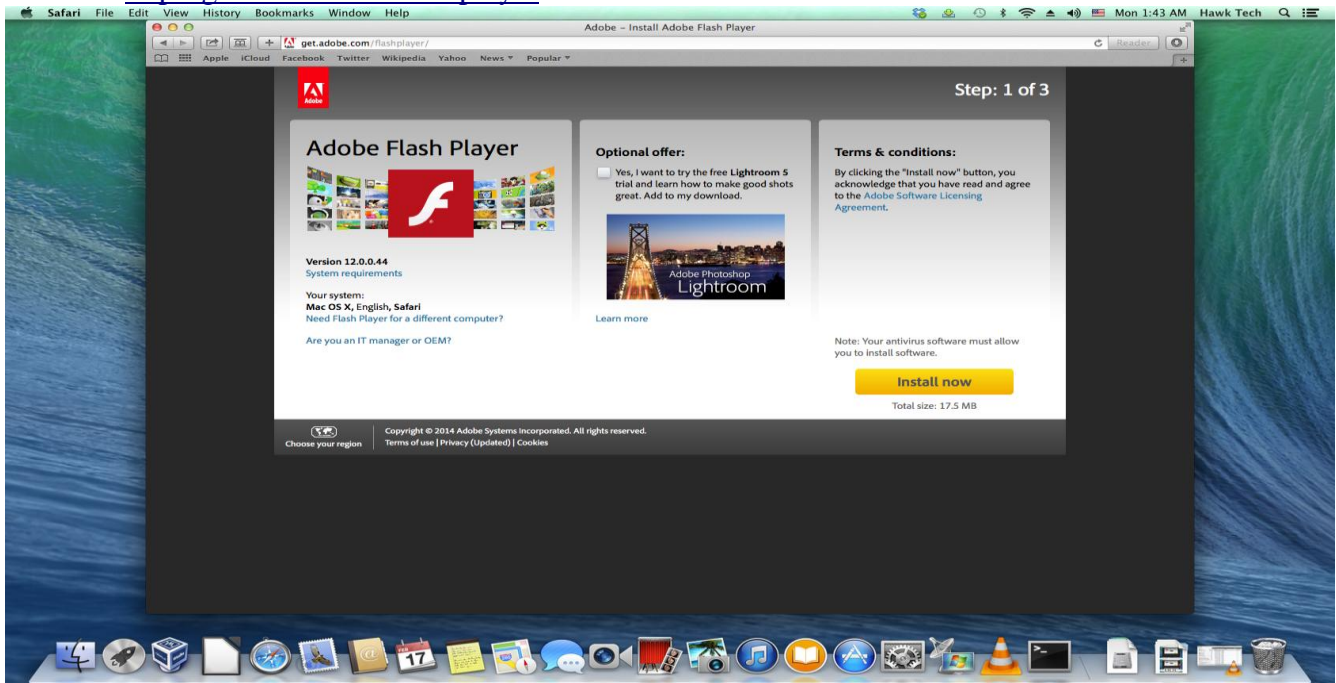 Safari File Edit View History Bookmarks Window Help
Mon 1:43 AM Hawk Tech
Adobe – Install Adobe Flash Player
get.adobe.com/flashplayer/
Reader
Apple iCloud Facebook Twitter Wikipedia Yahoo News Popular
Adobe
Step: 1 of 3
Adobe Flash Player
Version 12.0.0.44
System requirements
Your system:
Mac OS X, English, Safari
Need Flash Player for a different computer?
Are you an IT manager or OEM?
Optional offer:
Yes, I want to try the free Lightroom 5
trial and learn how to make good shots
great. Add to my download.
Adobe Photoshop
Lightroom
Learn more
Terms & conditions:
By clicking the "Install now" button, you
acknowledge that you have read and agree
to the Adobe Software Licensing
Agreement.
Note: Your antivirus software must allow
you to install software.
Install now
Total size: 17.5 MB
Choose your region
Copyright © 2014 Adobe Systems Incorporated. All rights reserved.
Terms of use | Privacy (Updated) | Cookies
FEB
17